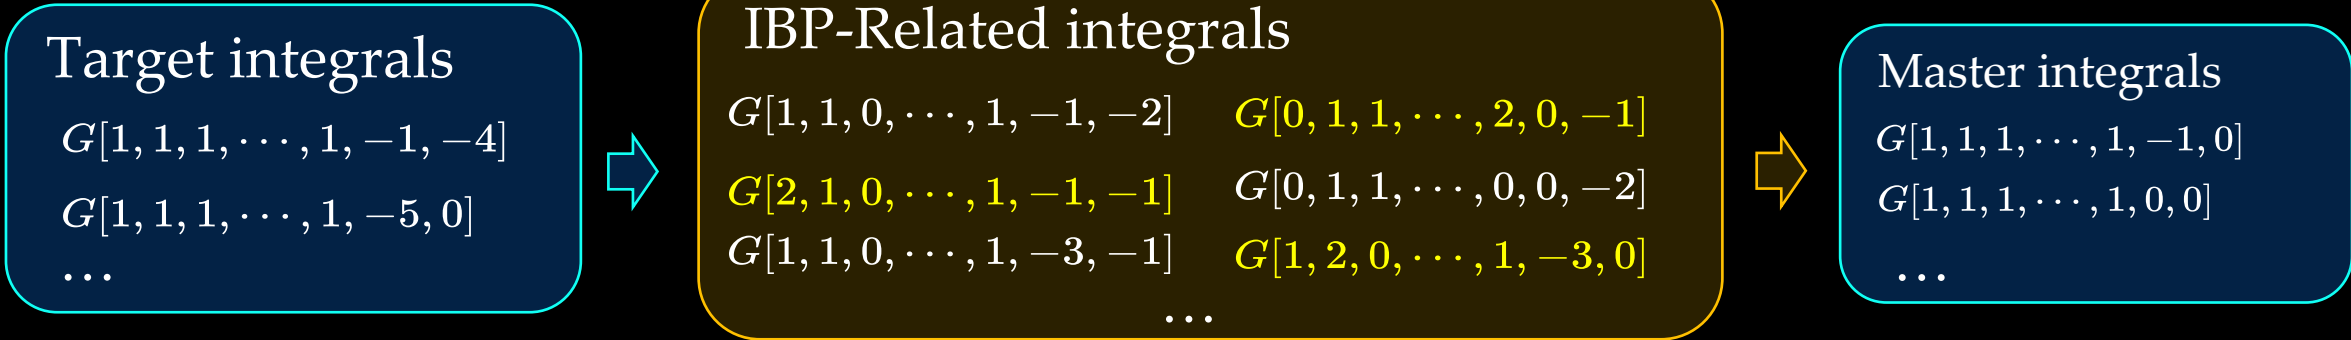 Target integrals
G[1, 1, 1, ⋯, 1, −1, −4]
G[1, 1, 1, ⋯, 1, −5, 0]
⋯
IBP-Related integrals
G[1, 1, 0, ⋯, 1, −1, −2] G[0, 1, 1, ⋯, 2, 0, −1]
G[2, 1, 0, ⋯, 1, −1, −1] G[0, 1, 1, ⋯, 0, 0, −2]
G[1, 1, 0, ⋯, 1, −3, −1] G[1, 2, 0, ⋯, 1, −3, 0]
⋯
Master integrals
G[1, 1, 1, ⋯, 1, −1, 0]
G[1, 1, 1, ⋯, 1, 0, 0]
⋯